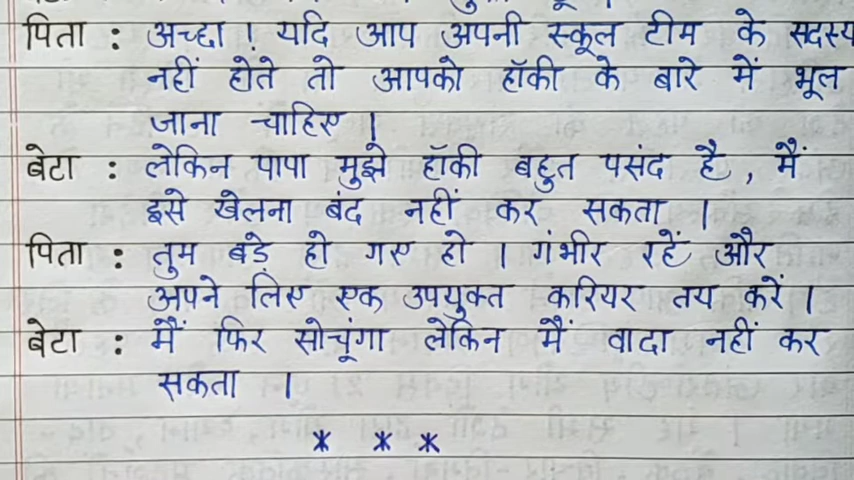 पिता : अच्छा ! यदि आप अपनी स्कूल टीम के सदस्य
नहीं होते तो आपको हॉकी के बारे में भूल
जाना चाहिए ।
बेटा : लेकिन पापा मुझे हॉकी बहुत पसंद है , मैं
इसे खेलना बंद नहीं कर सकता ।
पिता : तुम बड़े हो गए हो । गंभीर रहें और
अपने लिए एक उपयुक्त करियर तय करें ।
बेटा : मैं फिर सोचूंगा लेकिन मैं वादा नहीं कर
सकता ।
* * *